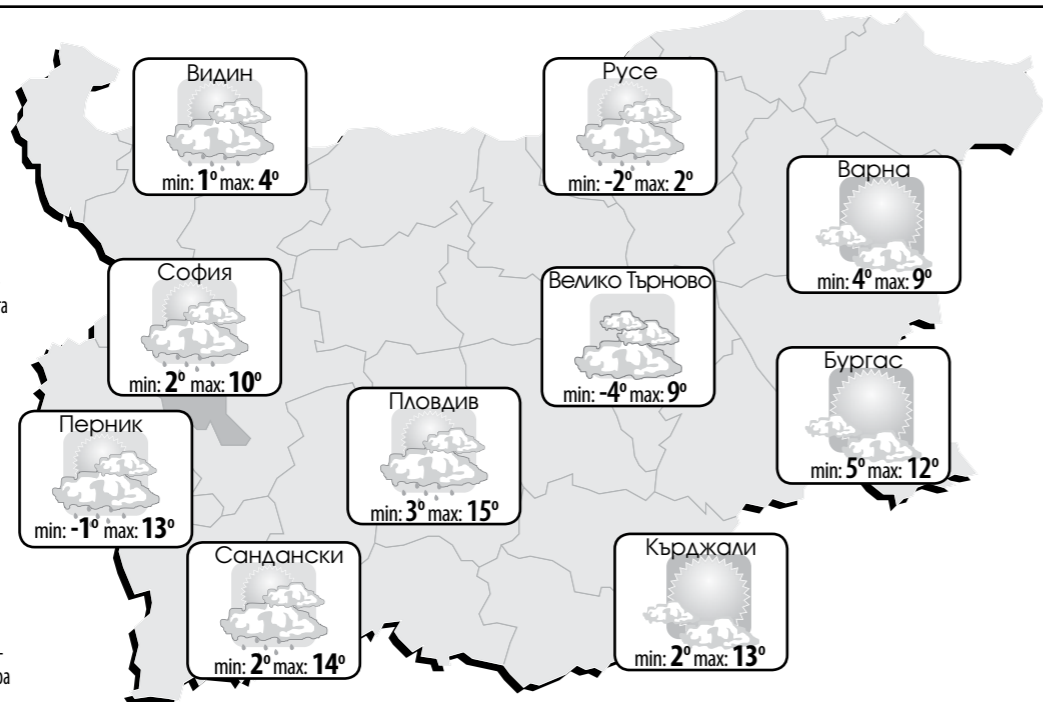 Видин
min: 1° max: 4°
Русе
min: -2° max: 2°
Варна
min: 4° max: 9°
София
min: 2° max: 10°
Велико Търново
min: -4° max: 9°
Бургас
min: 5° max: 12°
Перник
min: -1° max: 13°
Пловдив
min: 3° max: 15°
Сандански
min: 2° max: 14°
Кърджали
min: 2° max: 13°